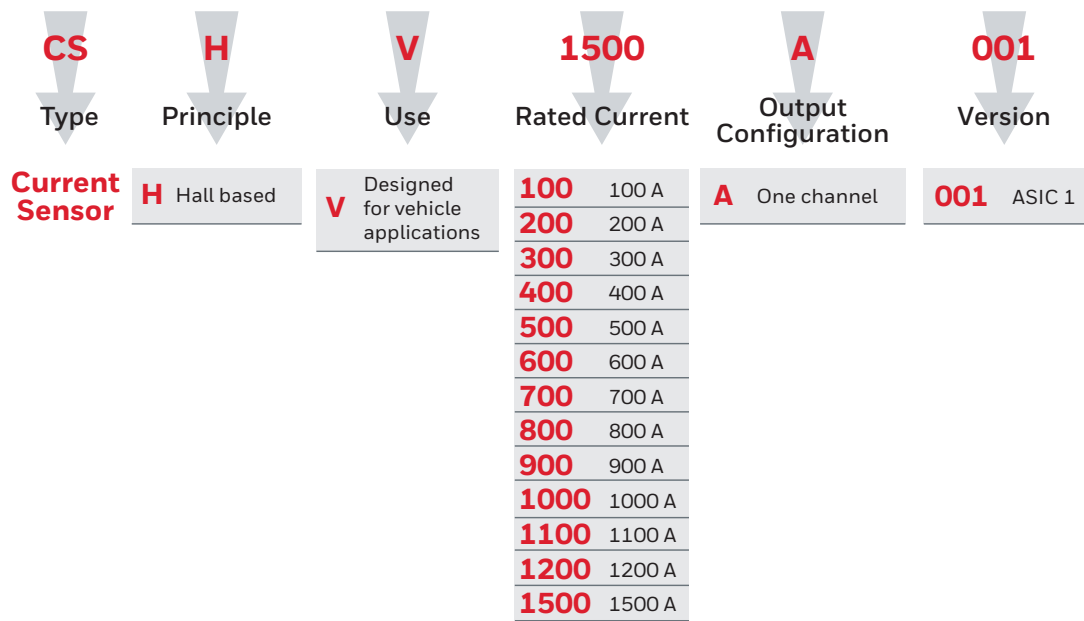 CS H V 1500 A 001
Type Principle Use Rated Current Output Configuration Version
Current Sensor
H Hall based
V Designed for vehicle applications
100 100 A
200 200 A
300 300 A
400 400 A
500 500 A
600 600 A
700 700 A
800 800 A
900 900 A
1000 1000 A
1100 1100 A
1200 1200 A
1500 1500 A
A One channel
001 ASIC 1